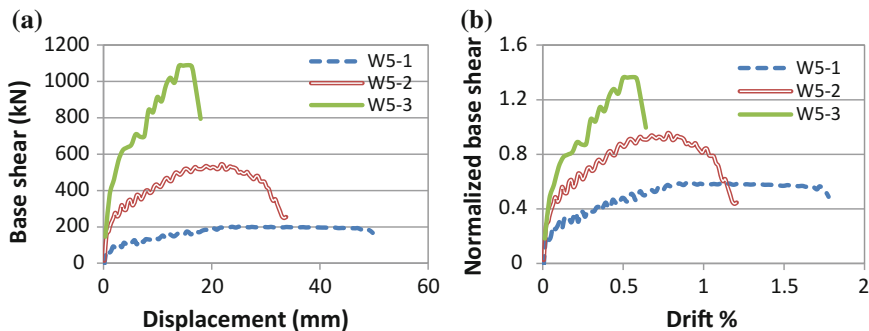 (a)
Base shear (kN)
1200
1000
800
600
400
200
0
0
20
40
60
Displacement (mm)
W5-1
W5-2
W5-3
(b)
Normalized base shear
1.6
1.2
0.8
0.4
0
0
0.5
1
1.5
2
Drift %
W5-1
W5-2
W5-3